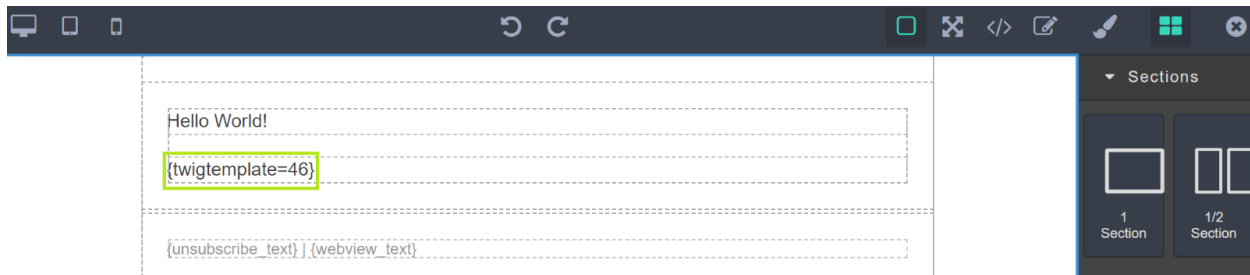 </>
Sections
Hello World!
{twigtemplate=46}
1
Section
1/2
Section
{unsubscribe_text} | {webview_text}